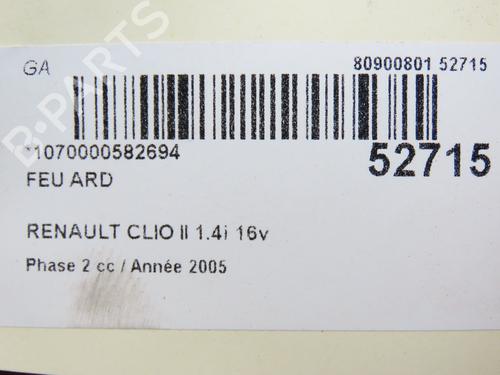 GA
80900801 52715
*1070000582694
52715
FEU ARD
RENAULT CLIO II 1.4i 16v
Phase 2 cc / Année 2005
B-PARTS